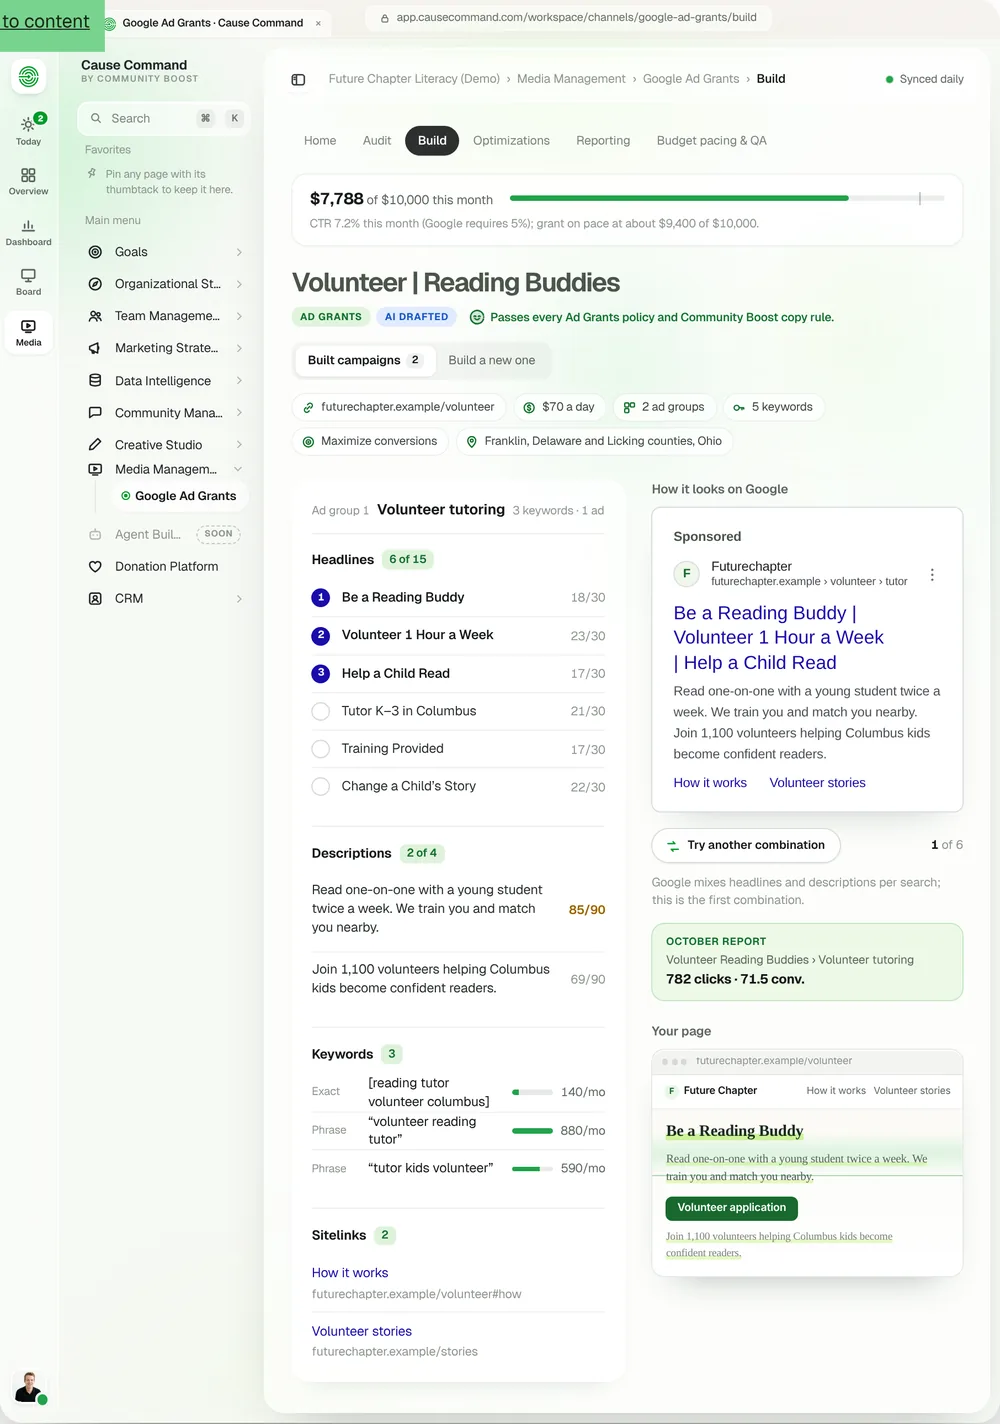 to content
Google Ad Grants · Cause Command ×
app.causecommand.com/workspace/channels/google-ad-grants/build
Cause Command
BY COMMUNITY BOOST
Search ⌘ K
Favorites
Pin any page with its
thumbtack to keep it here.
Main menu
Goals
Organizational St...
Team Manageme...
Marketing Strate...
Data Intelligence
Community Mana...
Creative Studio
Media Managem...
Google Ad Grants
Agent Buil... SOON
Donation Platform
CRM
2
Today
Overview
Dashboard
Board
Media
Future Chapter Literacy (Demo) › Media Management › Google Ad Grants › Build
Synced daily
Home Audit Build Optimizations Reporting Budget pacing & QA
$7,788 of $10,000 this month
CTR 7.2% this month (Google requires 5%); grant on pace at about $9,400 of $10,000.
Volunteer | Reading Buddies
AD GRANTS AI DRAFTED Passes every Ad Grants policy and Community Boost copy rule.
Built campaigns 2 Build a new one
futurechapter.example/volunteer $70 a day 2 ad groups 5 keywords
Maximize conversions Franklin, Delaware and Licking counties, Ohio
Ad group 1 Volunteer tutoring 3 keywords · 1 ad
Headlines 6 of 15
1 Be a Reading Buddy 18/30
2 Volunteer 1 Hour a Week 23/30
3 Help a Child Read 17/30
Tutor K–3 in Columbus 21/30
Training Provided 17/30
Change a Child's Story 22/30
Descriptions 2 of 4
Read one-on-one with a young student
twice a week. We train you and match
you nearby.
85/90
Join 1,100 volunteers helping Columbus
kids become confident readers.
69/90
Keywords 3
Exact [reading tutor
volunteer columbus] 140/mo
Phrase “volunteer reading
tutor” 880/mo
Phrase “tutor kids volunteer” 590/mo
Sitelinks 2
How it works
futurechapter.example/volunteer#how
Volunteer stories
futurechapter.example/stories
How it looks on Google
Sponsored
F Futurechapter
futurechapter.example › volunteer › tutor
Be a Reading Buddy |
Volunteer 1 Hour a Week
| Help a Child Read
Read one-on-one with a young student twice a
week. We train you and match you nearby.
Join 1,100 volunteers helping Columbus kids
become confident readers.
How it works Volunteer stories
Try another combination 1 of 6
Google mixes headlines and descriptions per search;
this is the first combination.
OCTOBER REPORT
Volunteer Reading Buddies › Volunteer tutoring
782 clicks · 71.5 conv.
Your page
futurechapter.example/volunteer
F Future Chapter How it works Volunteer stories
Be a Reading Buddy
Read one-on-one with a young student twice a week. We
train you and match you nearby.
Volunteer application
Join 1,100 volunteers helping Columbus kids become
confident readers.